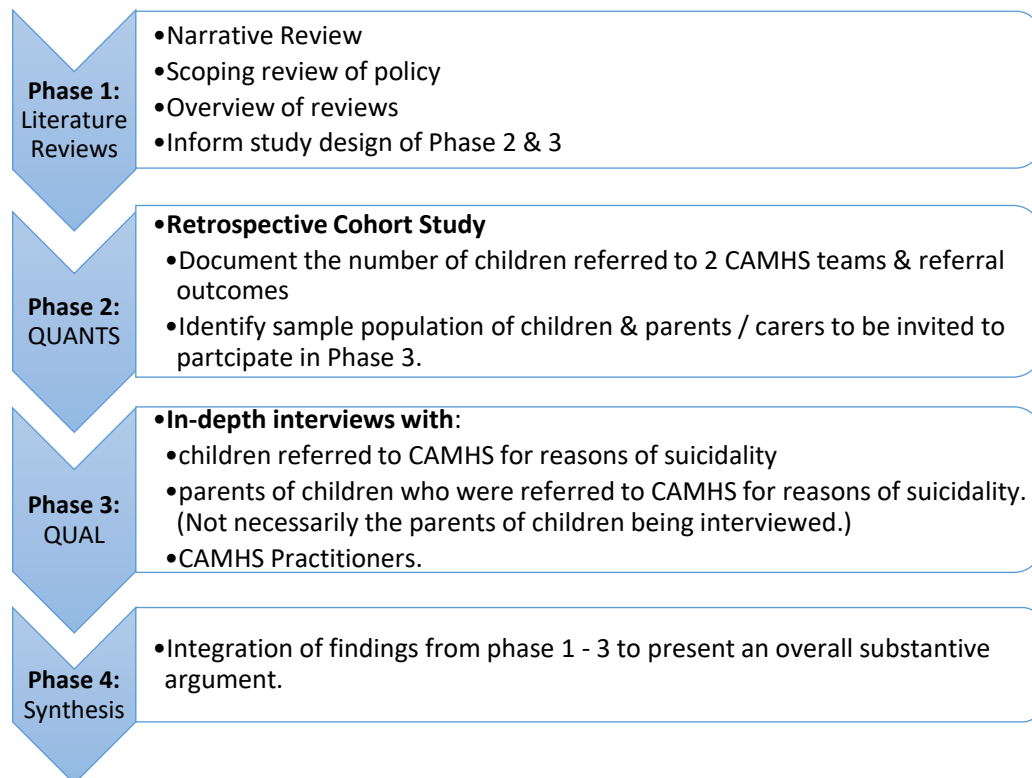 Phase 1:
Literature
Reviews
•Narrative Review
•Scoping review of policy
•Overview of reviews
•Inform study design of Phase 2 & 3
Phase 2:
QUANTS
•Retrospective Cohort Study
•Document the number of children referred to 2 CAMHS teams & referral
outcomes
•Identify sample population of children & parents / carers to be invited to
partcipate in Phase 3.
Phase 3:
QUAL
•In-depth interviews with:
•children referred to CAMHS for reasons of suicidality
•parents of children who were referred to CAMHS for reasons of suicidality.
(Not necessarily the parents of children being interviewed.)
•CAMHS Practitioners.
Phase 4:
Synthesis
•Integration of findings from phase 1 - 3 to present an overall substantive
argument.